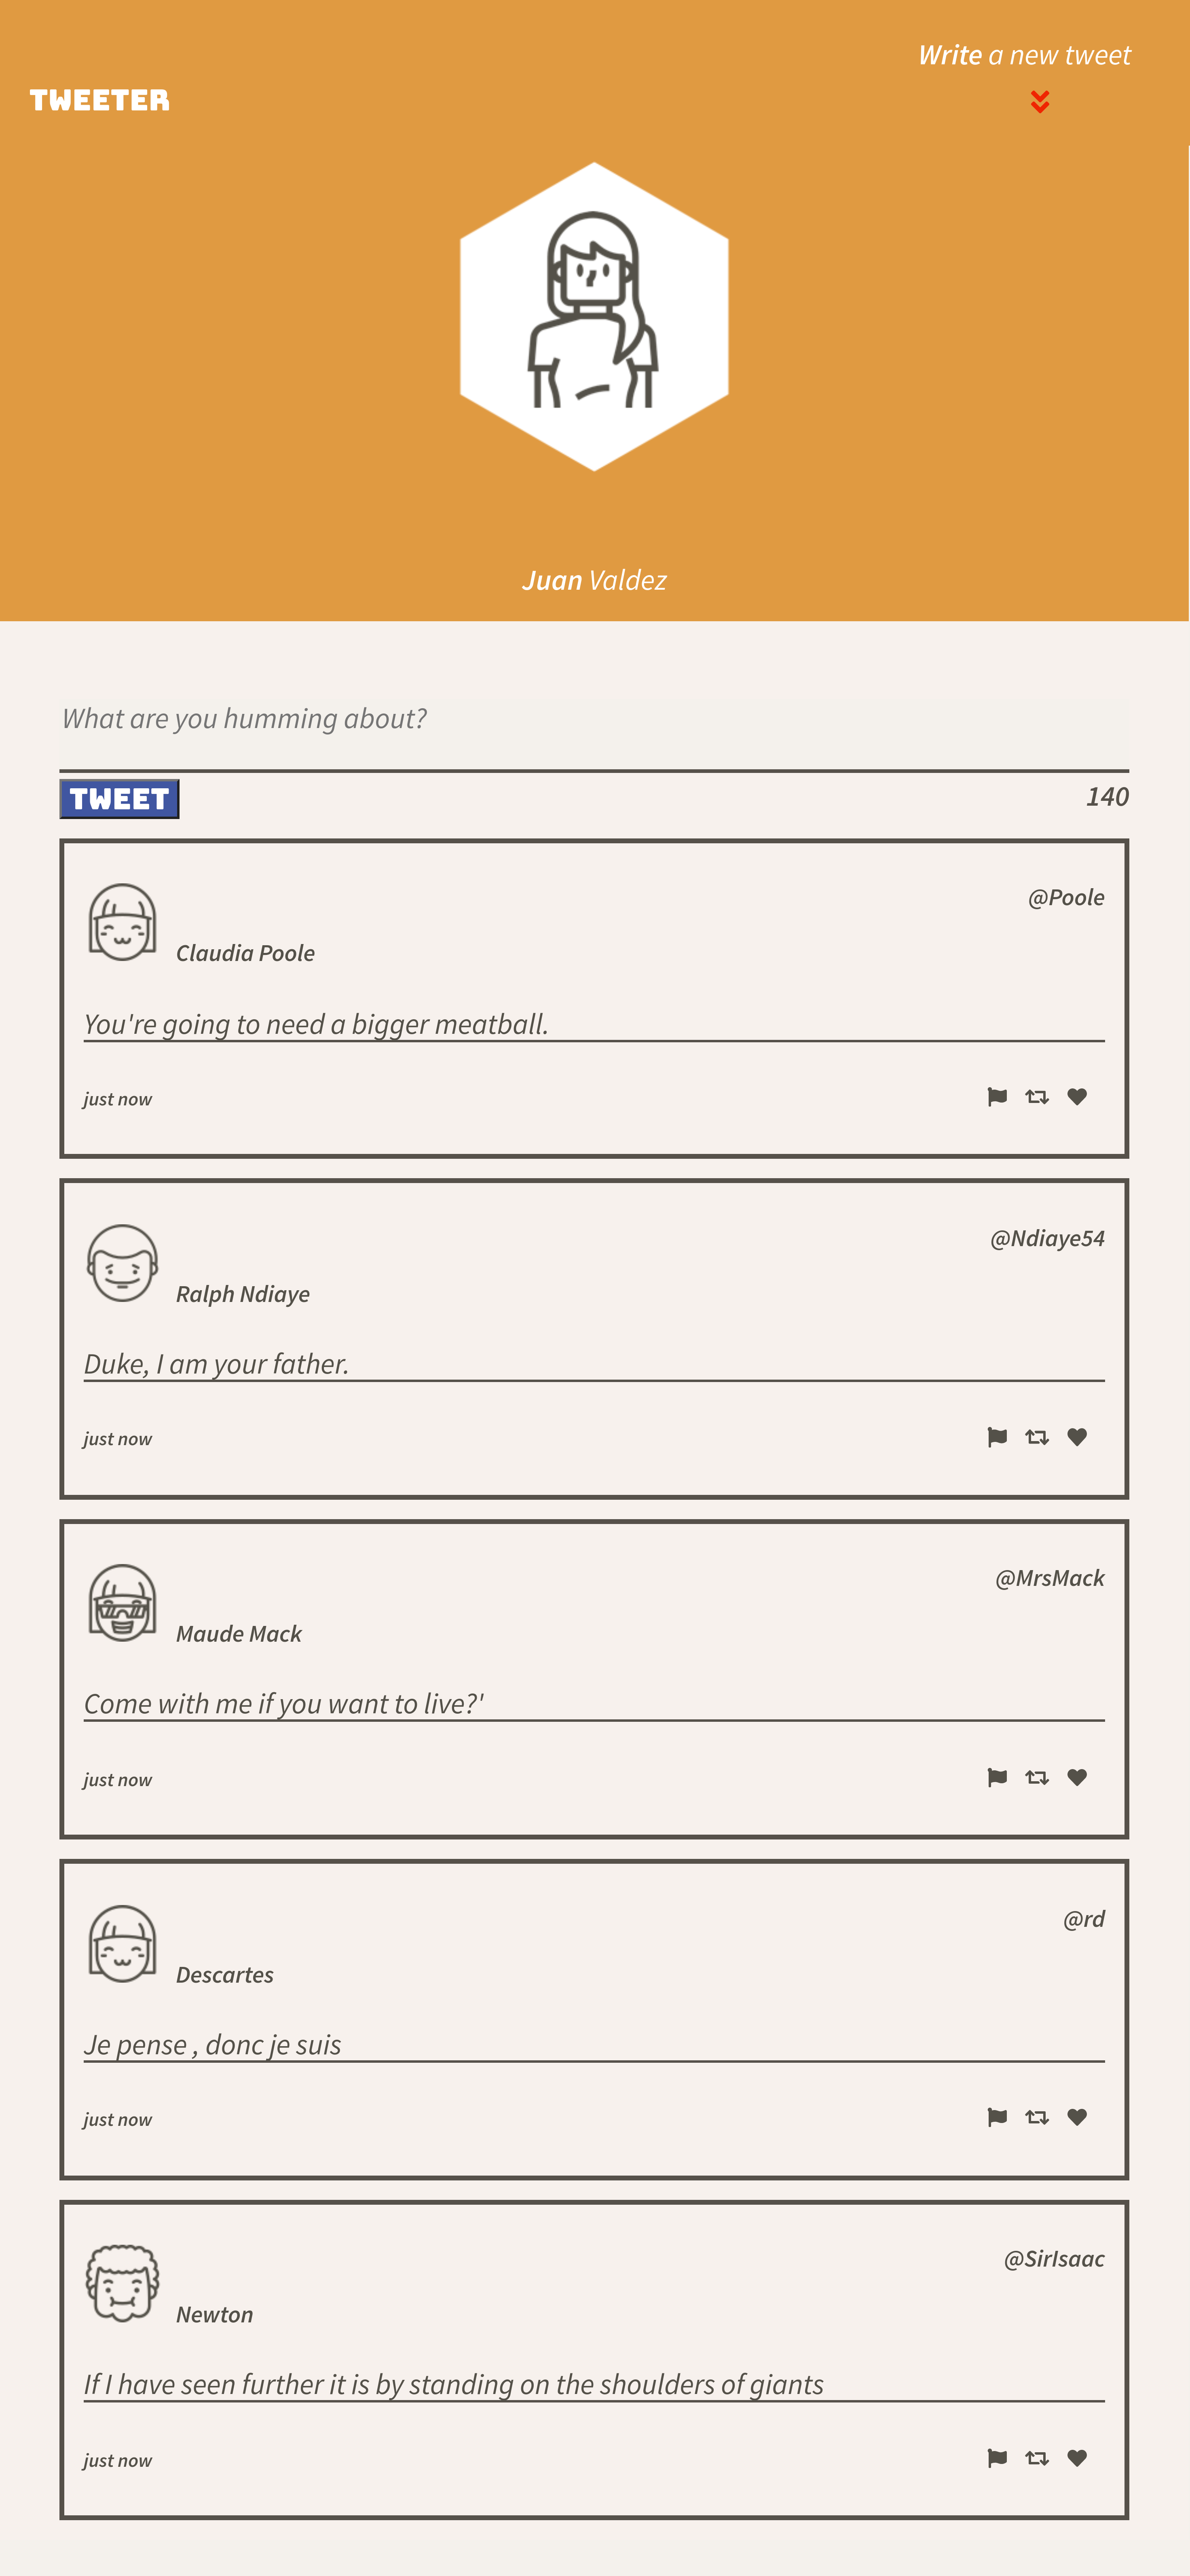 Write a new tweet
TWEETER
Juan Valdez
What are you humming about?
TWEET
140
@Poole
Claudia Poole
You're going to need a bigger meatball.
just now
@Ndiaye54
Ralph Ndiaye
Duke, I am your father.
just now
@MrsMack
Maude Mack
Come with me if you want to live?'
just now
@rd
Descartes
Je pense , donc je suis
just now
@SirIsaac
Newton
If I have seen further it is by standing on the shoulders of giants
just now